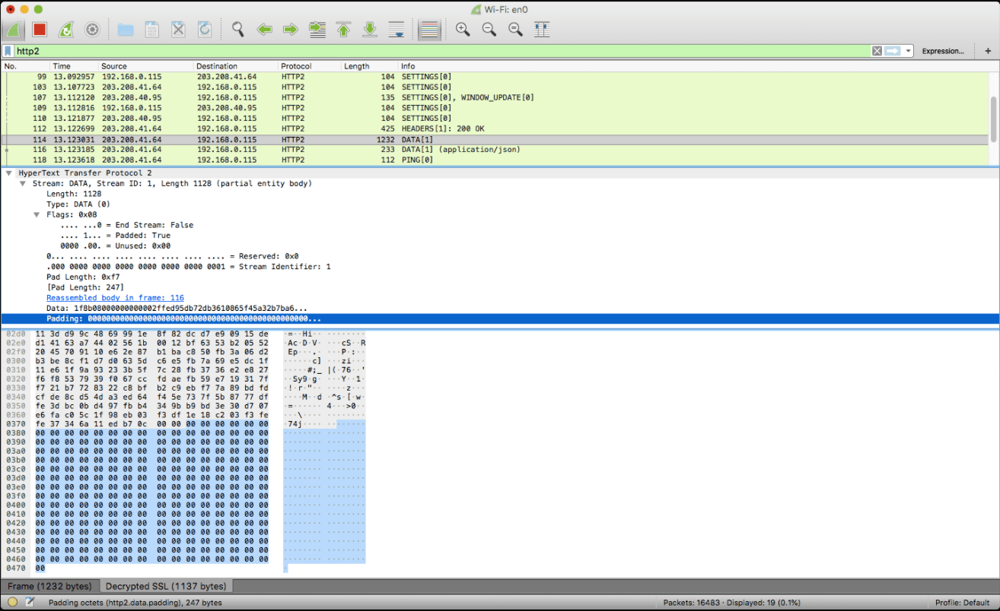 Wi-Fi: en0
http2
Expression...
+
No. Time Source Destination Protocol Length Info
99 13.092957 192.168.0.115 203.208.41.64 HTTP2 104 SETTINGS[0]
103 13.107723 203.208.41.64 192.168.0.115 HTTP2 104 SETTINGS[0]
107 13.112120 203.208.40.95 192.168.0.115 HTTP2 135 SETTINGS[0], WINDOW_UPDATE[0]
109 13.112816 192.168.0.115 203.208.40.95 HTTP2 104 SETTINGS[0]
110 13.121877 203.208.40.95 192.168.0.115 HTTP2 104 SETTINGS[0]
112 13.122699 203.208.41.64 192.168.0.115 HTTP2 425 HEADERS[1]: 200 OK
114 13.123031 203.208.41.64 192.168.0.115 HTTP2 1232 DATA[1]
116 13.123185 203.208.41.64 192.168.0.115 HTTP2 233 DATA[1] (application/json)
118 13.123618 203.208.41.64 192.168.0.115 HTTP2 112 PING[0]
HyperText Transfer Protocol 2
Stream: DATA, Stream ID: 1, Length 1128 (partial entity body)
Length: 1128
Type: DATA (0)
Flags: 0x08
.... ...0 = End Stream: False
.... 1... = Padded: True
0000 .00. = Unused: 0x00
0... .... .... .... .... .... .... .... = Reserved: 0x0
.000 0000 0000 0000 0000 0000 0000 0001 = Stream Identifier: 1
Pad Length: 0xf7
[Pad Length: 247]
Reassembled body in frame: 116
Data: 1f8b08000000000002ffed95db72db3610865f45a32b7ba6...
Padding: 000000000000000000000000000000000000000000000000...
02d0 11 3d d9 9c 48 69 99 1e 8f 82 dc d7 e9 09 15 de ·=··Hi·· ········
02e0 d1 41 63 a7 44 02 56 1b 00 12 bf 63 53 b2 05 52 ·Ac·D·V· ···cS··R
02f0 20 45 70 91 10 e6 2e 87 b1 ba c8 50 fb 3a 06 d2 Ep···.· ···P·:··
0300 b3 be 8c f1 d7 d0 63 5d c6 e5 fb 7a 69 e5 dc 1f ······c] ···zi···
0310 11 e6 1f 9a 93 23 3b 5f 7c 28 fb 37 36 e2 e8 27 ·····#;_ |(·76··'
0320 f6 f8 53 79 39 f0 67 cc fd ae fb 59 e7 19 31 7f ··Sy9·g· ···Y··1·
0330 f7 21 b7 72 83 22 c8 bf b2 c9 eb f7 7a 89 bd fd ·!·r·"·· ····z···
0340 cf de 8c d5 4d a3 ed 64 f4 5e 73 7f 5b 87 77 df ····M··d ·^s·[·w·
0350 fe 3d bc 0b d4 97 fb b4 34 9b b9 bd 3e 30 d7 07 ·=······ 4···>0··
0360 e6 fa c0 5c 1f 98 eb 03 f3 df 1e 18 c2 03 f3 fe ···\···· ········
0370 fe 37 34 6a 11 ed b7 0c 00 00 00 00 00 00 00 00 ·74j···· ········
0380 00 00 00 00 00 00 00 00 00 00 00 00 00 00 00 00 ········ ········
0390 00 00 00 00 00 00 00 00 00 00 00 00 00 00 00 00 ········ ········
03a0 00 00 00 00 00 00 00 00 00 00 00 00 00 00 00 00 ········ ········
03b0 00 00 00 00 00 00 00 00 00 00 00 00 00 00 00 00 ········ ········
03c0 00 00 00 00 00 00 00 00 00 00 00 00 00 00 00 00 ········ ········
03d0 00 00 00 00 00 00 00 00 00 00 00 00 00 00 00 00 ········ ········
03e0 00 00 00 00 00 00 00 00 00 00 00 00 00 00 00 00 ········ ········
03f0 00 00 00 00 00 00 00 00 00 00 00 00 00 00 00 00 ········ ········
0400 00 00 00 00 00 00 00 00 00 00 00 00 00 00 00 00 ········ ········
0410 00 00 00 00 00 00 00 00 00 00 00 00 00 00 00 00 ········ ········
0420 00 00 00 00 00 00 00 00 00 00 00 00 00 00 00 00 ········ ········
0430 00 00 00 00 00 00 00 00 00 00 00 00 00 00 00 00 ········ ········
0440 00 00 00 00 00 00 00 00 00 00 00 00 00 00 00 00 ········ ········
0450 00 00 00 00 00 00 00 00 00 00 00 00 00 00 00 00 ········ ········
0460 00 00 00 00 00 00 00 00 00 00 00 00 00 00 00 00 ········ ········
0470 00 ·
Frame (1232 bytes) Decrypted SSL (1137 bytes)
Padding octets (http2.data.padding), 247 bytes Packets: 16483 · Displayed: 19 (0.1%) Profile: Default